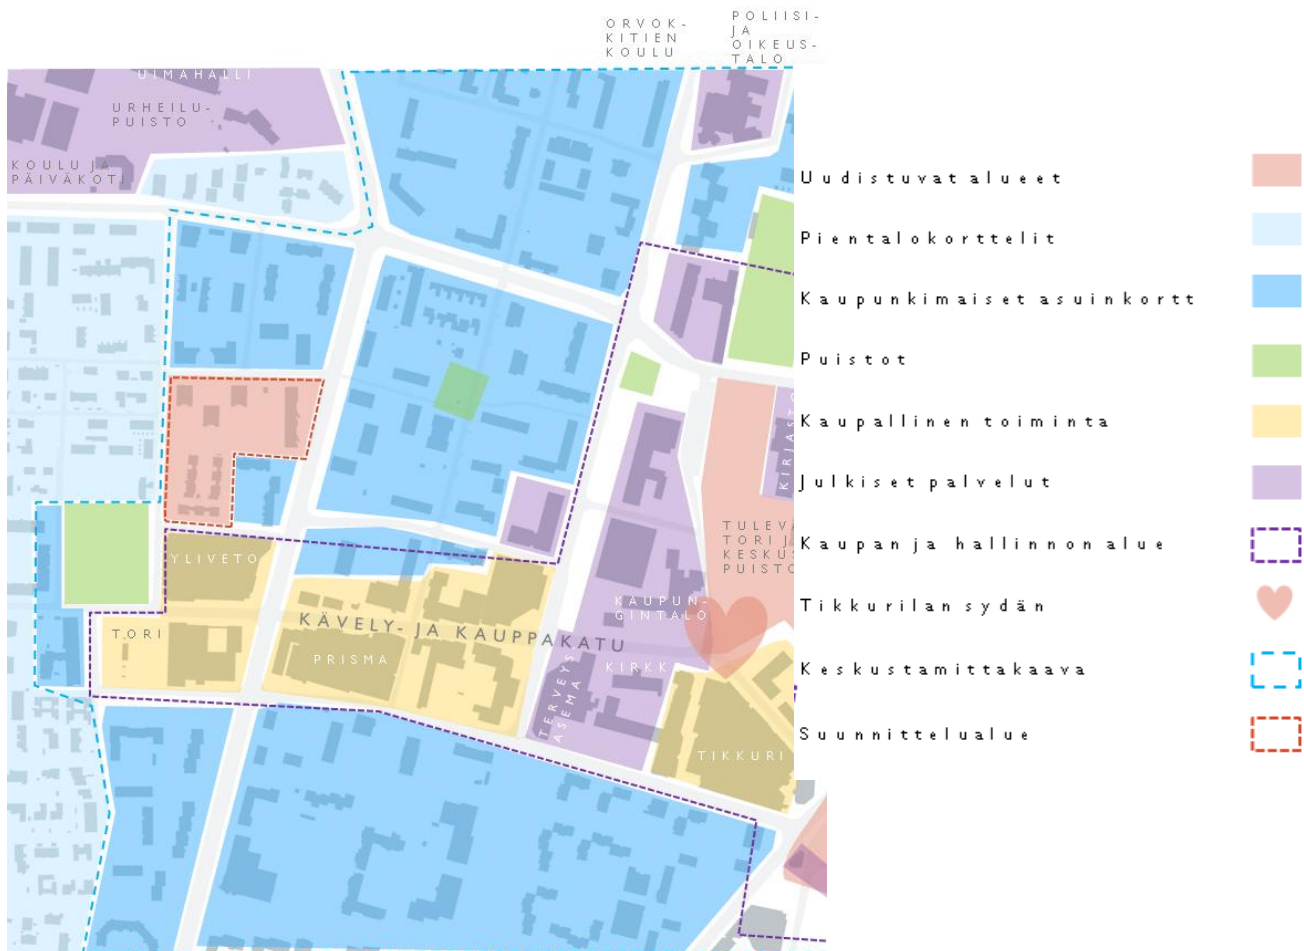 ORVOK-
KITIEN
KOULU
POLIISI-
JA
OIKEUS-
TALO
UIMAHALLI
URHEILU-
PUISTO
KOULU JA
PÄIVÄKOTI
KIRJASTO
TULEVA
TORI JA
KESKUS
PUISTO
YLIVETO
TORI
KÄVELY- JA KAUPPAKATU
PRISMA
KAUPUN-
GINTALO
KIRKK
TERVEYS
ASEMA
TIKKURI
Uudistuvat alueet
Pientalokorttelit
Kaupunkimaiset asuinkortt
Puistot
Kaupallinen toiminta
Julkiset palvelut
Kaupan ja hallinnon alue
Tikkurilan sydän
Keskustamittakaava
Suunnittelualue